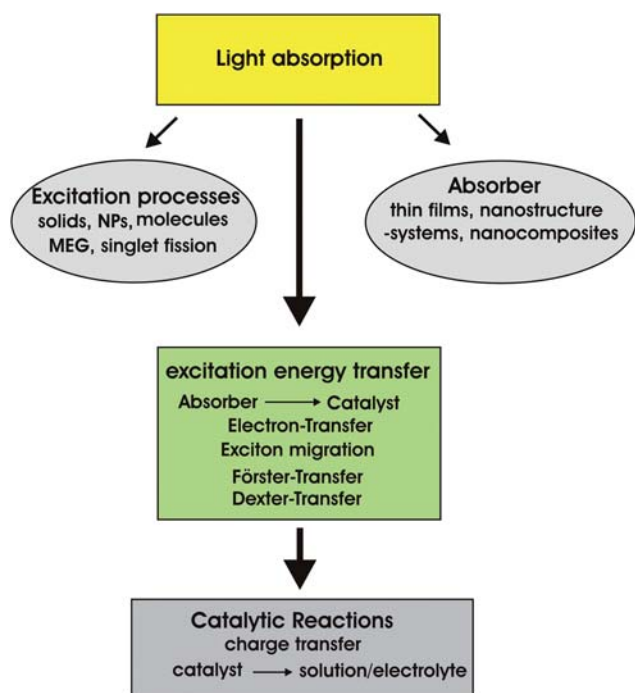 Light absorption
Excitation processes
solids, NPs, molecules
MEG, singlet fission
Absorber
thin films, nanostructure
-systems, nanocomposites
excitation energy transfer
Absorber → Catalyst
Electron-Transfer
Exciton migration
Förster-Transfer
Dexter-Transfer
Catalytic Reactions
charge transfer
catalyst → solution/electrolyte